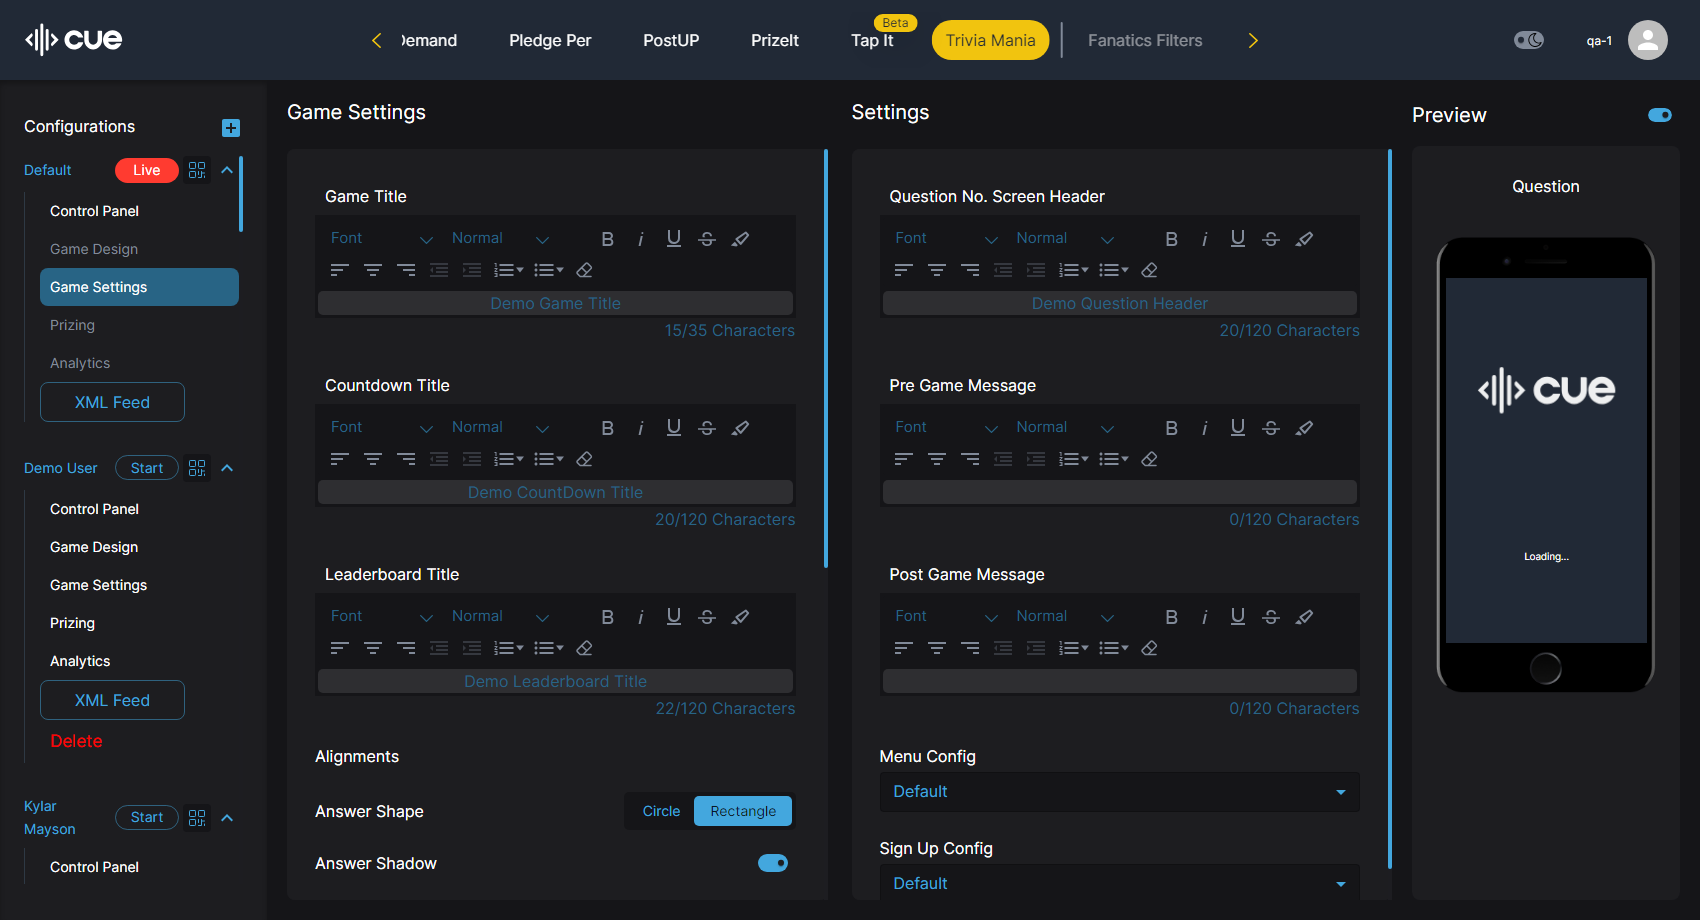 cue
Demand
Pledge Per
PostUP
PrizeIt
Tap It
Beta
Trivia Mania
Fanatics Filters
qa-1
Configurations
Default
Live
Control Panel
Game Design
Game Settings
Prizing
Analytics
XML Feed
Demo User
Start
Control Panel
Game Design
Game Settings
Prizing
Analytics
XML Feed
Delete
Kylar
Mayson
Start
Control Panel
Game Settings
Game Title
Font
Normal
Demo Game Title
15/35 Characters
Countdown Title
Font
Normal
Demo CountDown Title
20/120 Characters
Leaderboard Title
Font
Normal
Demo Leaderboard Title
22/120 Characters
Alignments
Answer Shape
Circle
Rectangle
Answer Shadow
Settings
Question No. Screen Header
Font
Normal
Demo Question Header
20/120 Characters
Pre Game Message
Font
Normal
0/120 Characters
Post Game Message
Font
Normal
0/120 Characters
Menu Config
Default
Sign Up Config
Default
Preview
Question
cue
Loading...